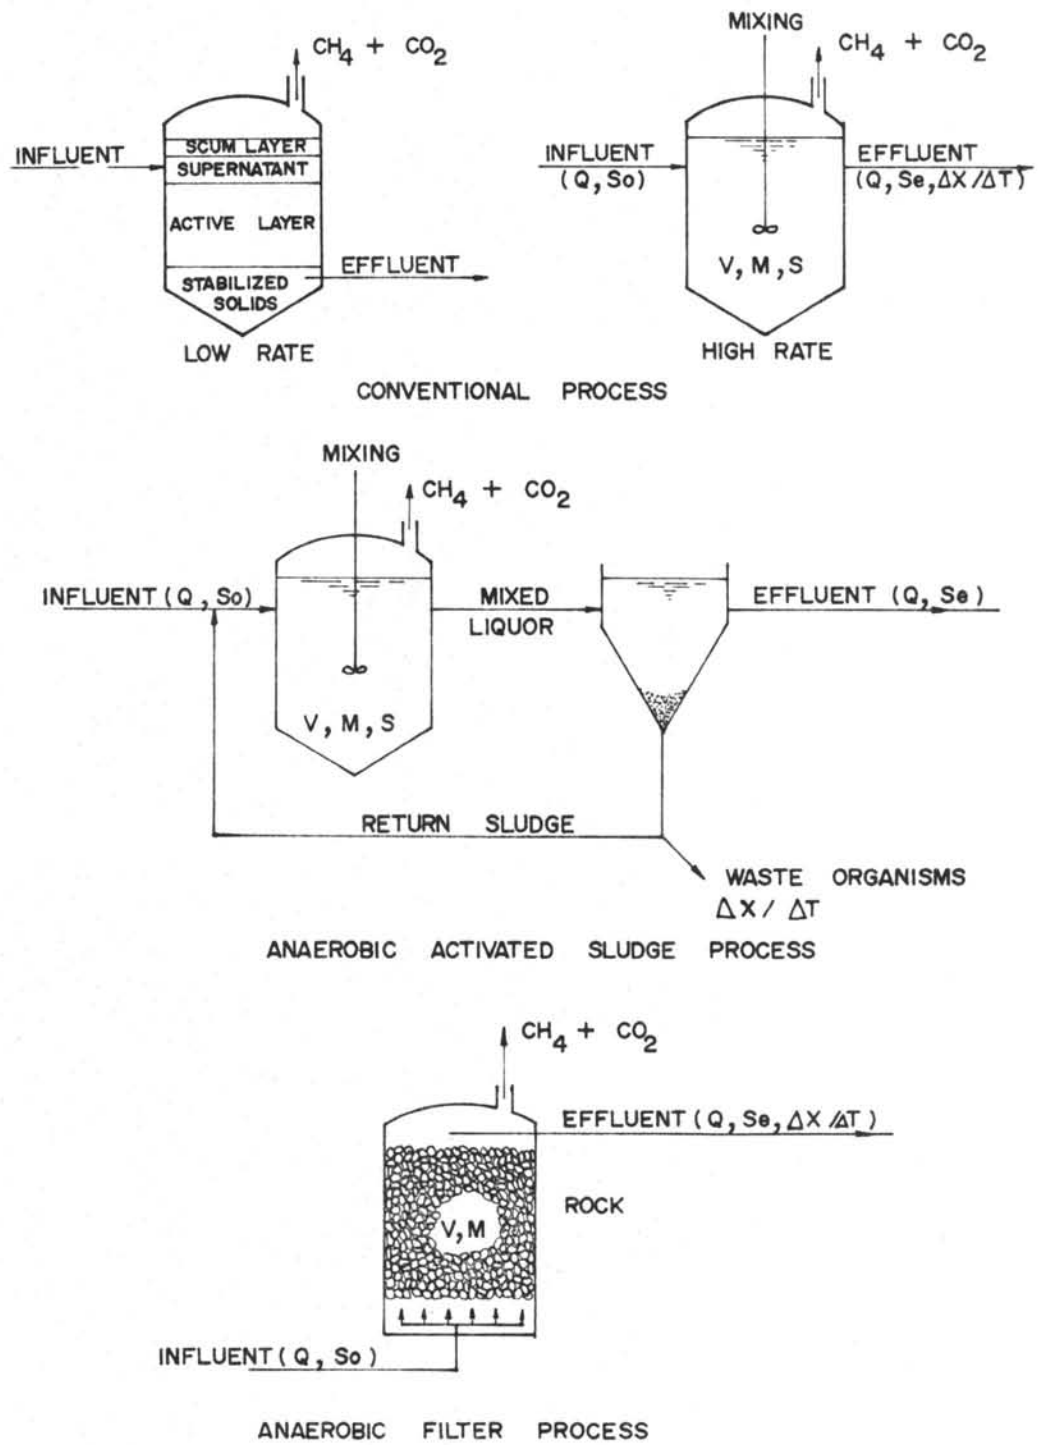 CH4 + CO2
INFLUENT
SCUM LAYER
SUPERNATANT
ACTIVE LAYER
STABILIZED
SOLIDS
EFFLUENT
LOW RATE
MIXING
CH4 + CO2
INFLUENT
(Q, So)
EFFLUENT
(Q, Se, ΔX/ΔT)
V, M, S
HIGH RATE
CONVENTIONAL PROCESS
MIXING
CH4 + CO2
INFLUENT (Q, So)
MIXED
LIQUOR
EFFLUENT (Q, Se)
V, M, S
RETURN SLUDGE
WASTE ORGANISMS
ΔX / ΔT
ANAEROBIC ACTIVATED SLUDGE PROCESS
CH4 + CO2
EFFLUENT (Q, Se, ΔX/ΔT)
ROCK
V, M
INFLUENT (Q, So)
ANAEROBIC FILTER PROCESS